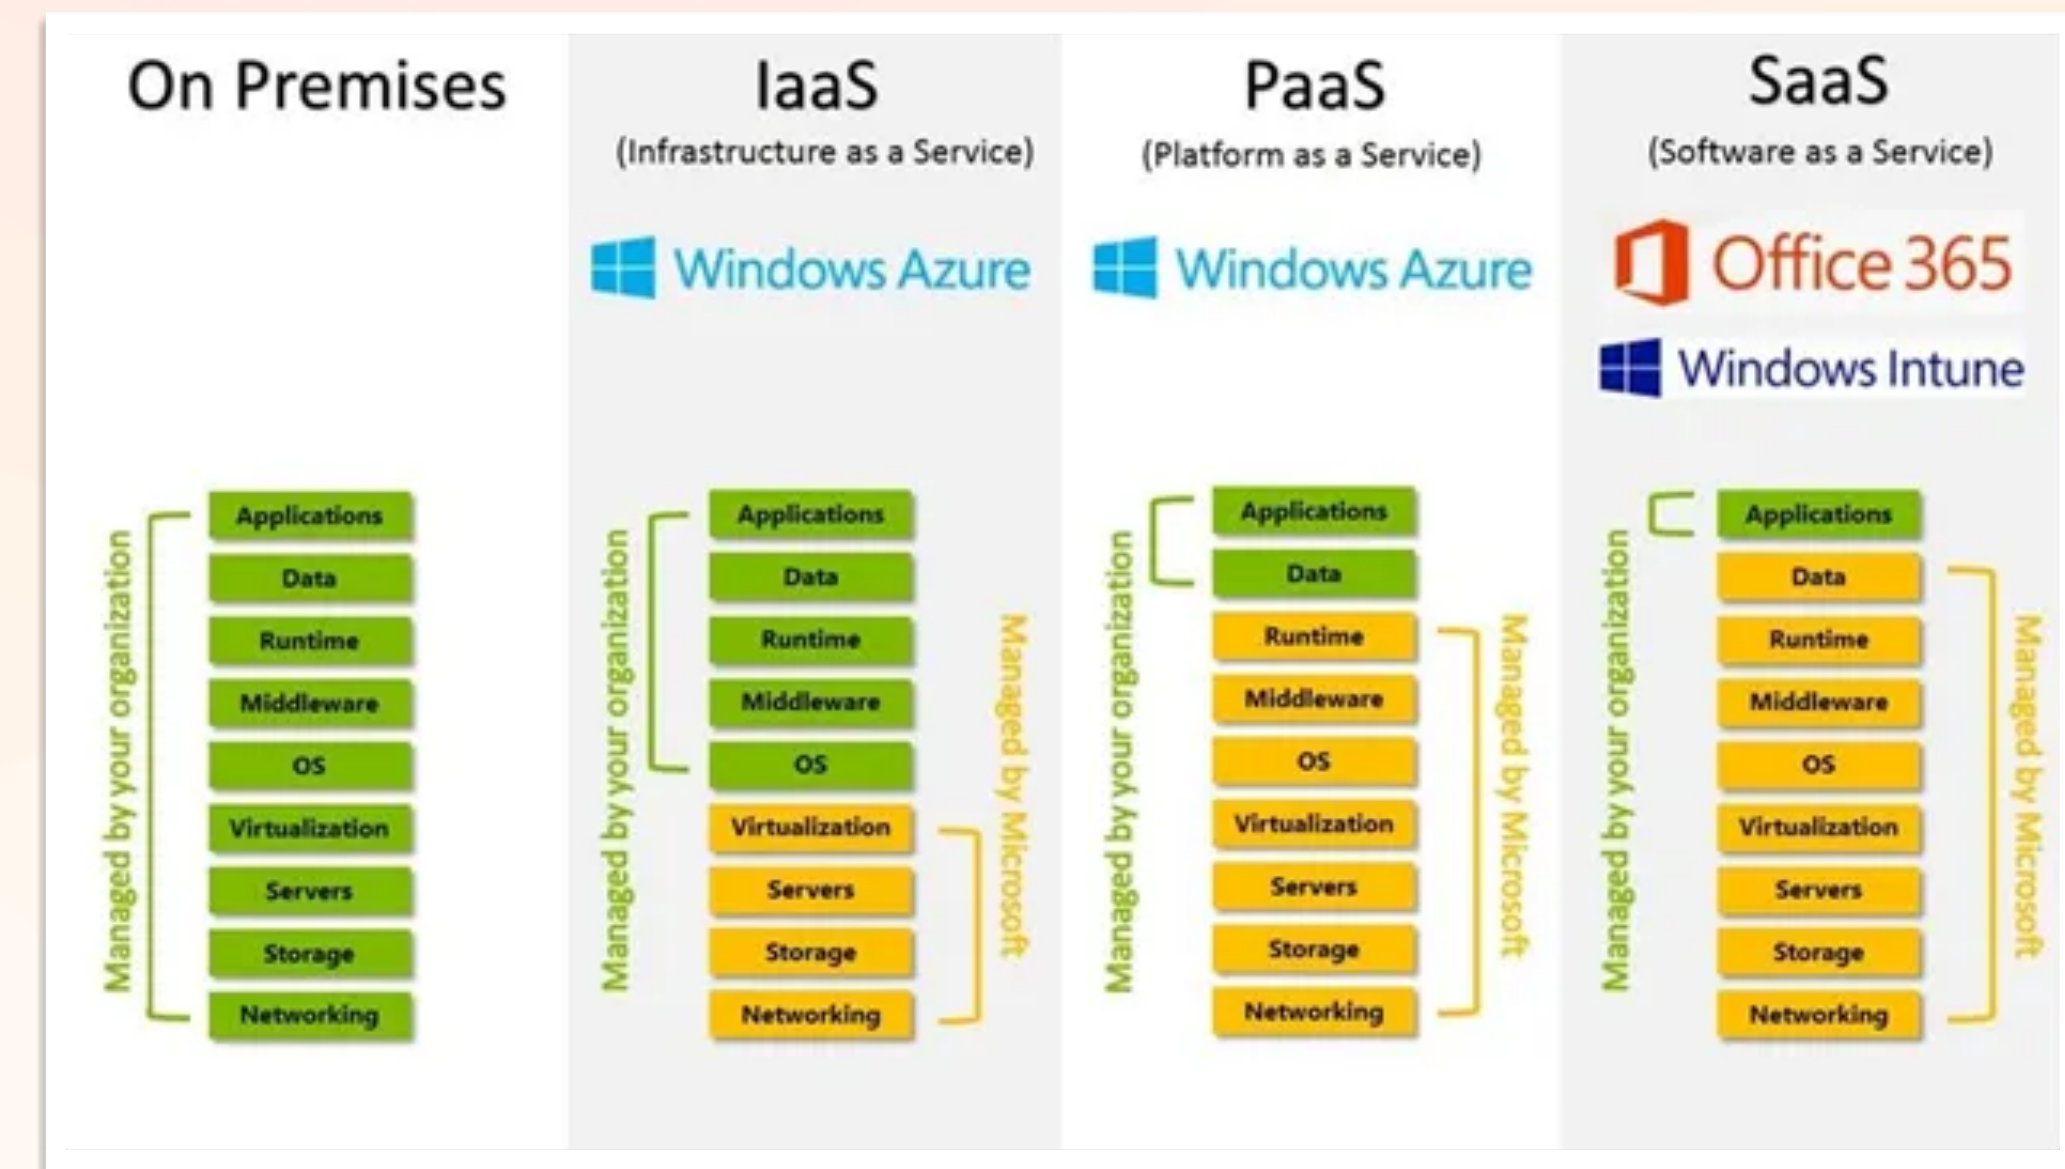 On Premises
Managed by your organization
Applications
Data
Runtime
Middleware
OS
Virtualization
Servers
Storage
Networking
IaaS
(Infrastructure as a Service)
Windows Azure
Managed by your organization
Applications
Data
Runtime
Middleware
OS
Virtualization
Servers
Storage
Networking
Managed by Microsoft
PaaS
(Platform as a Service)
Windows Azure
Managed by your organization
Applications
Data
Runtime
Middleware
OS
Virtualization
Servers
Storage
Networking
Managed by Microsoft
SaaS
(Software as a Service)
Office 365
Windows Intune
Managed by your organization
Applications
Data
Runtime
Middleware
OS
Virtualization
Servers
Storage
Networking
Managed by Microsoft